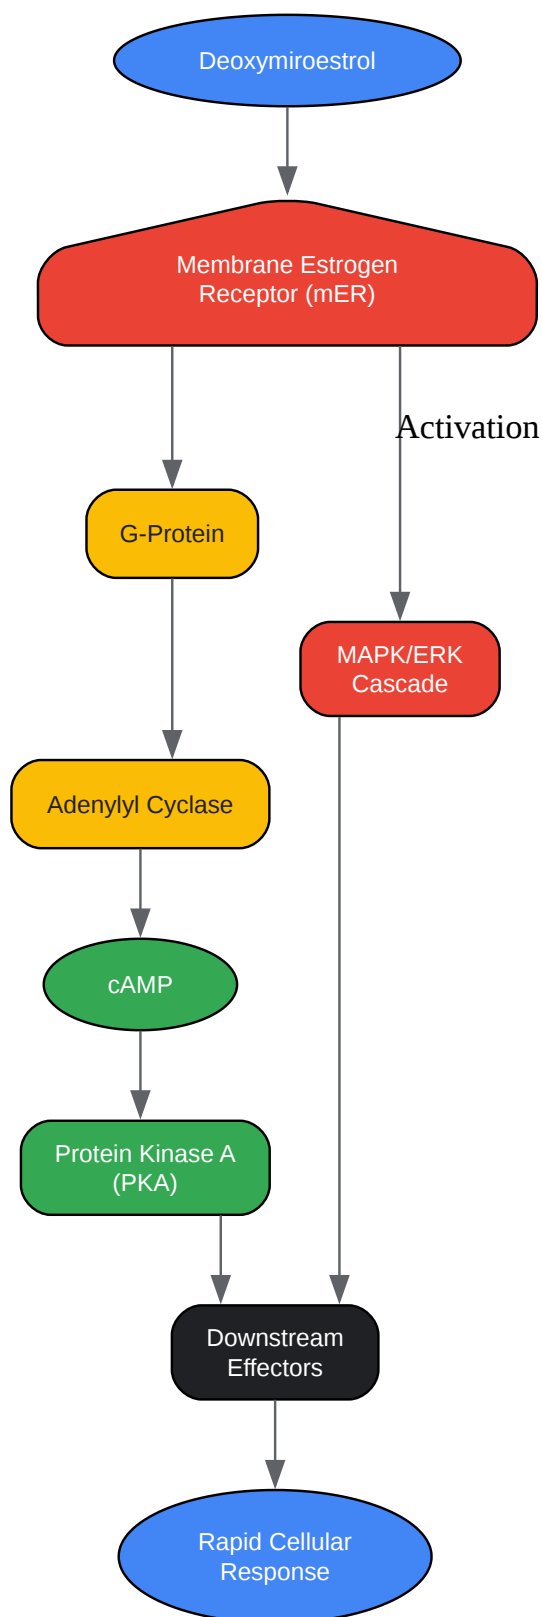 Deoxymiroestrol
Membrane Estrogen
Receptor (mER)
Activation
G-Protein
MAPK/ERK
Cascade
Adenylyl Cyclase
cAMP
Protein Kinase A
(PKA)
Downstream
Effectors
Rapid Cellular
Response